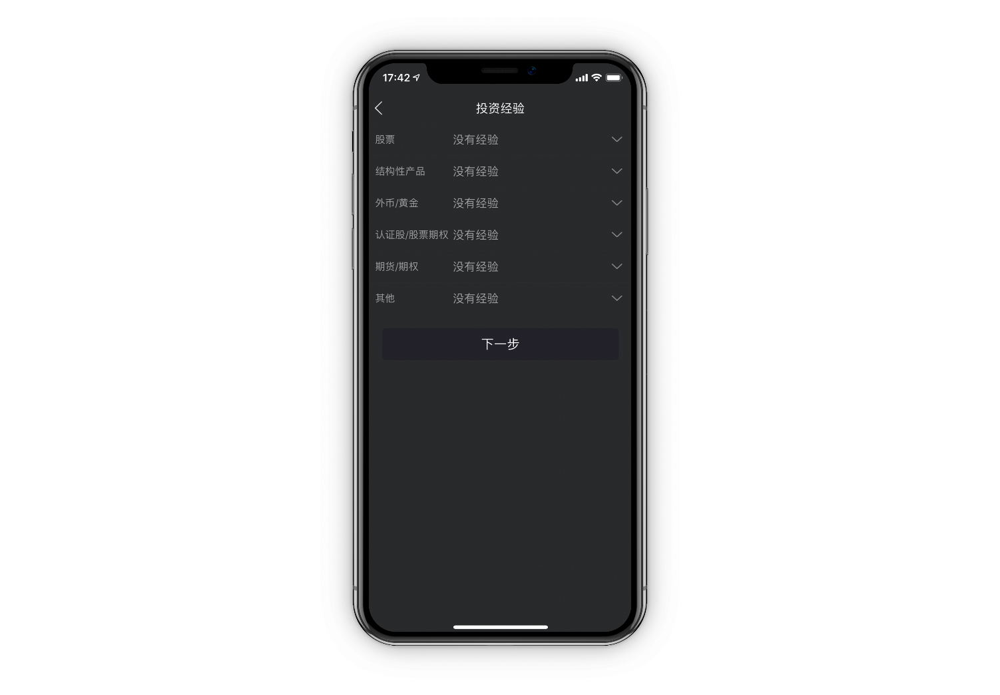 17:42
投资经验
股票 没有经验
结构性产品 没有经验
外币/黄金 没有经验
认证股/股票期权 没有经验
期货/期权 没有经验
其他 没有经验
下一步